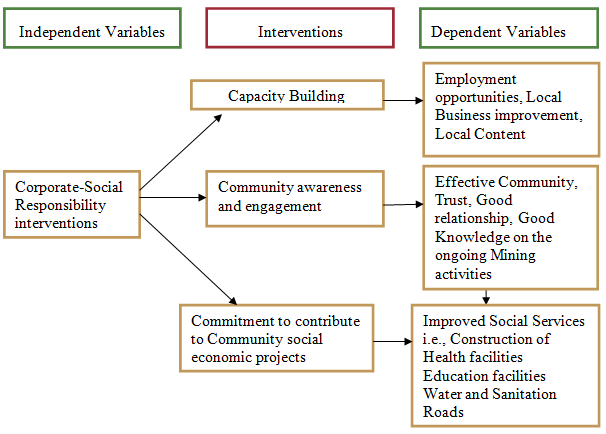 Independent Variables
Interventions
Dependent Variables
Capacity Building
Employment
opportunities, Local
Business improvement,
Local Content
Corporate-Social
Responsibility
interventions
Community awareness
and engagement
Effective Community,
Trust, Good
relationship, Good
Knowledge on the
ongoing Mining
activities
Commitment to contribute
to Community social
economic projects
Improved Social Services
i.e., Construction of
Health facilities
Education facilities
Water and Sanitation
Roads